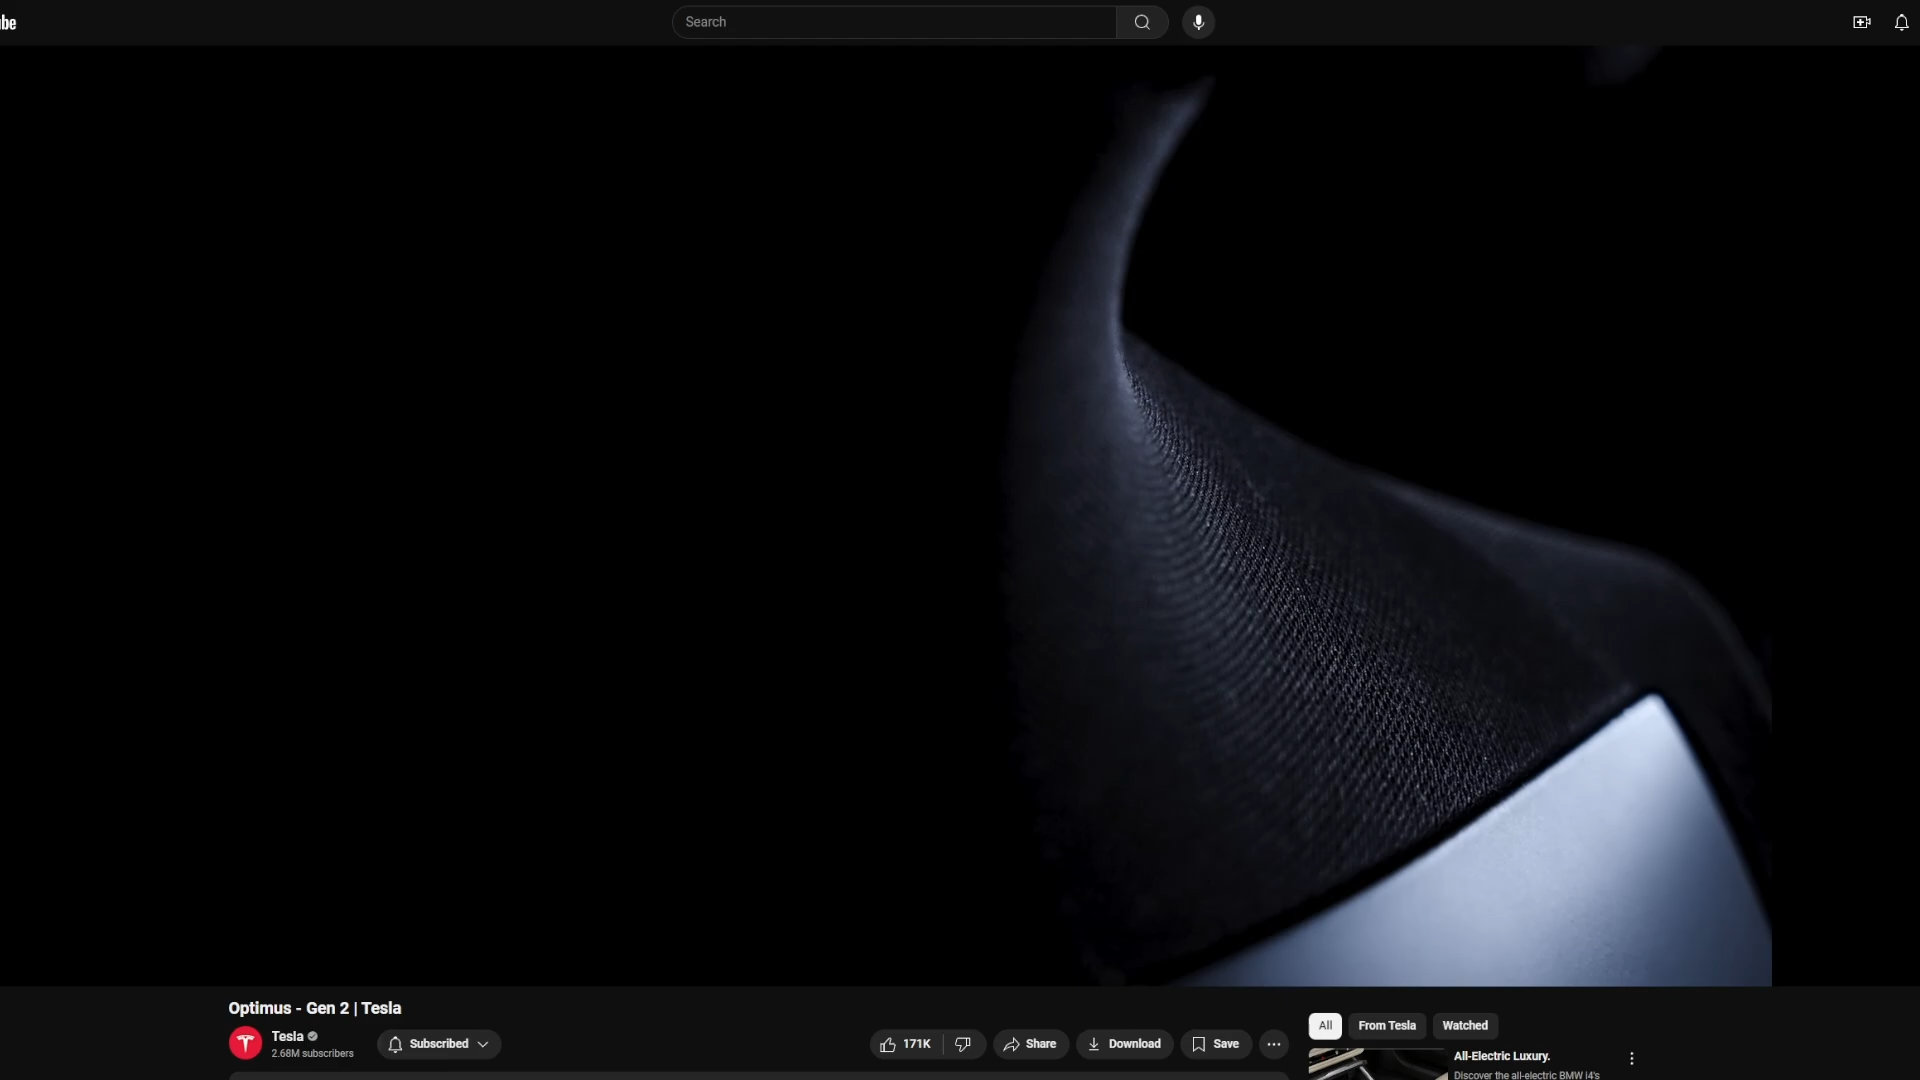 be
Search
Optimus - Gen 2 | Tesla
Tesla
2.68M subscribers
Subscribed
171K
Share
Download
Save
All
From Tesla
Watched
All-Electric Luxury.
Discover the all-electric BMW i4's